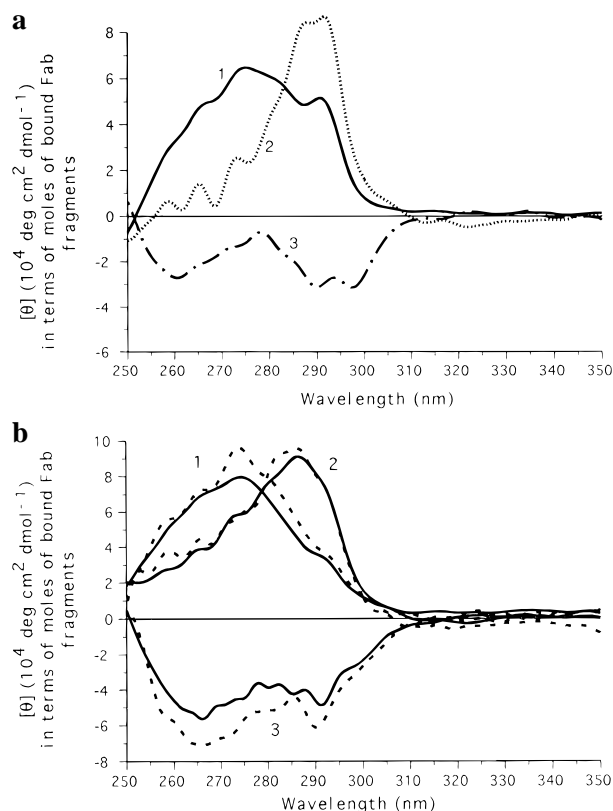 a
[θ] (10⁴ deg cm² dmol⁻¹)
in terms of moles of bound Fab
fragments
8
6
4
2
0
-2
-4
-6
1
2
3
250 260 270 280 290 300 310 320 330 340 350
Wavelength (nm)
b
[θ] (10⁴ deg cm² dmol⁻¹)
in terms of moles of bound Fab
fragments
10
8
6
4
2
0
-2
-4
-6
-8
1
2
3
250 260 270 280 290 300 310 320 330 340 350
Wavelength (nm)